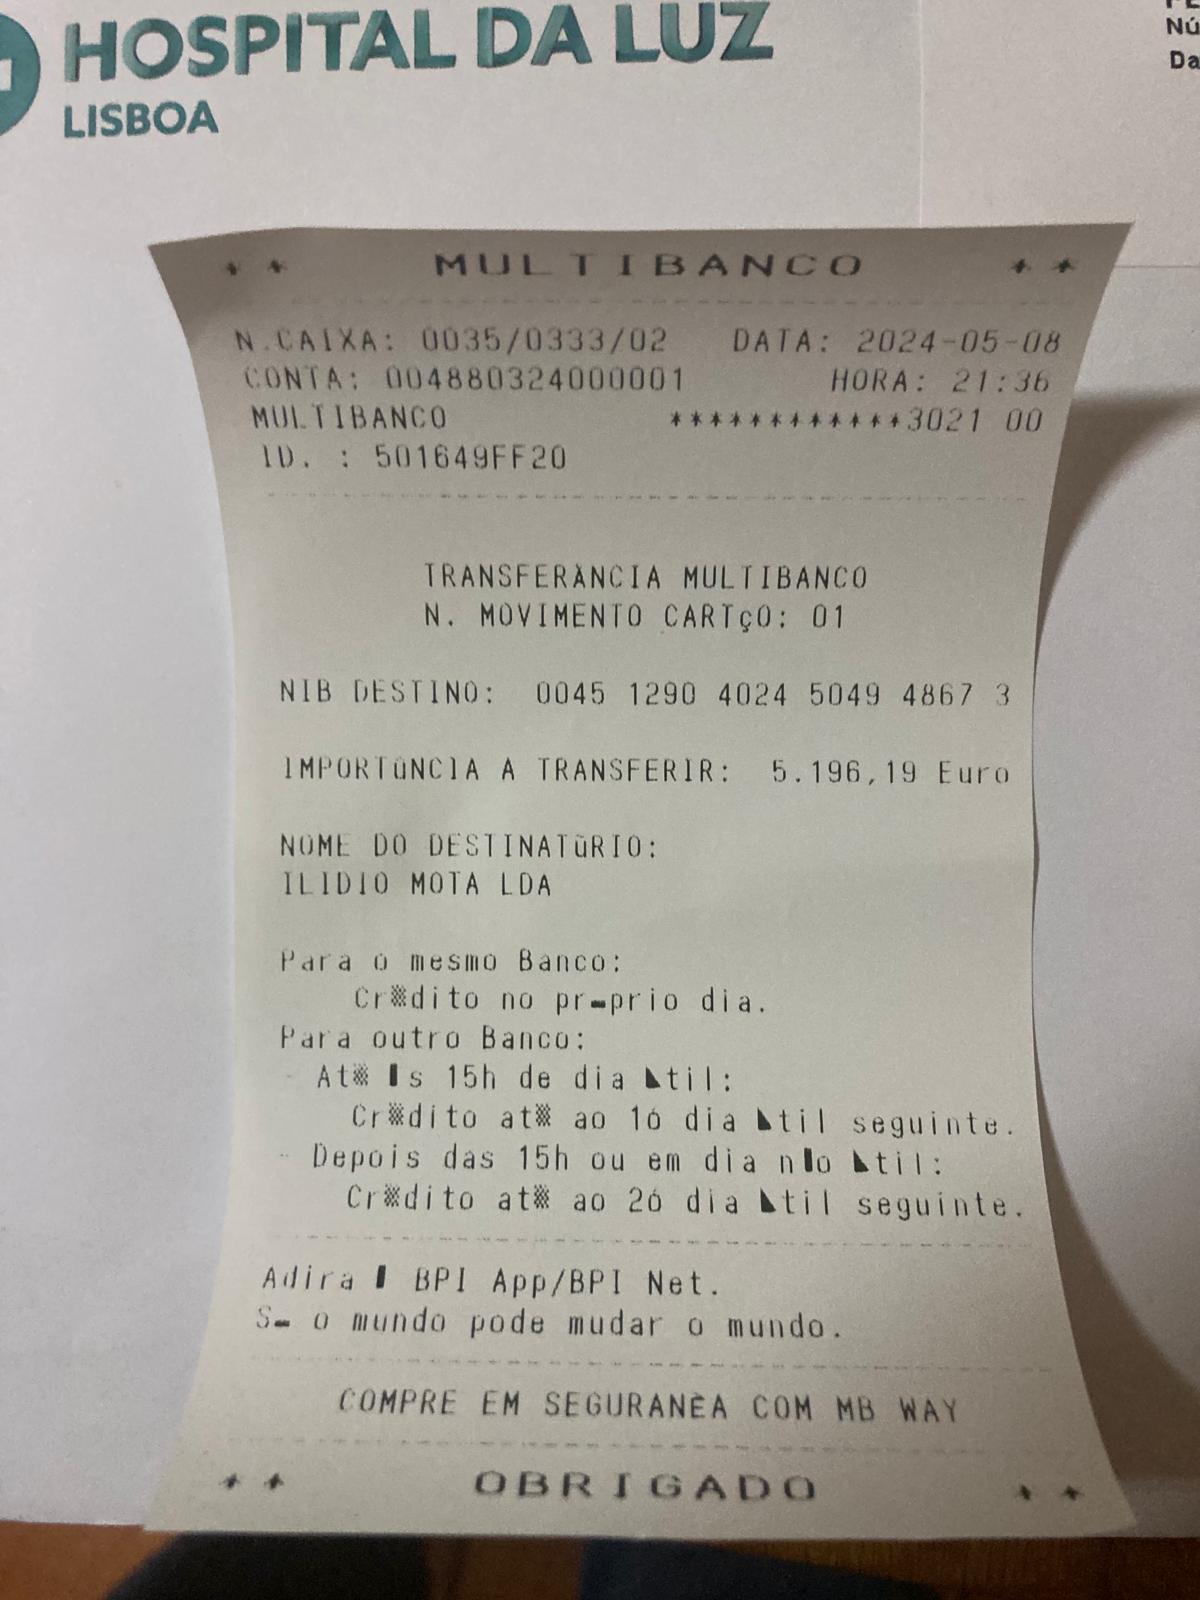 HOSPITAL DA LUZ
LISBOA
Nú
Da
++ MULTIBANCO ++
N.CAIXA: 0035/0333/02 DATA: 2024-05-08
CONTA: 004880324000001 HORA: 21:36
MULTIBANCO ************3021 00
ID. : 501649FF20
TRANSFERÀNCIA MULTIBANCO
N. MOVIMENTO CARTçO: 01
NIB DESTINO: 0045 1290 4024 5049 4867 3
IMPORTûNCIA A TRANSFERIR: 5.196,19 Euro
NOME DO DESTINATüRIO:
ILIDIO MOTA LDA
Para o mesmo Banco:
Cr▒dito no pr▬prio dia.
Para outro Banco:
- At▒ ▮s 15h de dia ◣til:
Cr▒dito at▒ ao 1ó dia ◣til seguinte.
- Depois das 15h ou em dia n▮o ◣til:
Cr▒dito at▒ ao 2ó dia ◣til seguinte.
Adira ▮ BPI App/BPI Net.
S▬ o mundo pode mudar o mundo.
COMPRE EM SEGURANÈA COM MB WAY
++ OBRIGADO ++